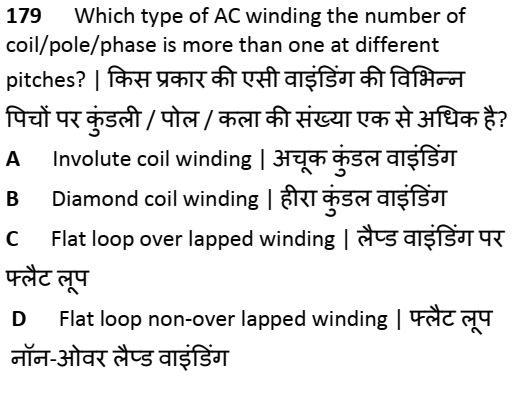 179 Which type of AC winding the number of
coil/pole/phase is more than one at different
pitches? | किस प्रकार की एसी वाइंडिंग की विभिन्न
पिचों पर कुंडली / पोल / कला की संख्या एक से अधिक है?
A Involute coil winding | अचूक कुंडल वाइंडिंग
B Diamond coil winding | हीरा कुंडल वाइंडिंग
C Flat loop over lapped winding | लैप्ड वाइंडिंग पर
फ्लैट लूप
D Flat loop non-over lapped winding | फ्लैट लूप
नॉन-ओवर लैप्ड वाइंडिंग